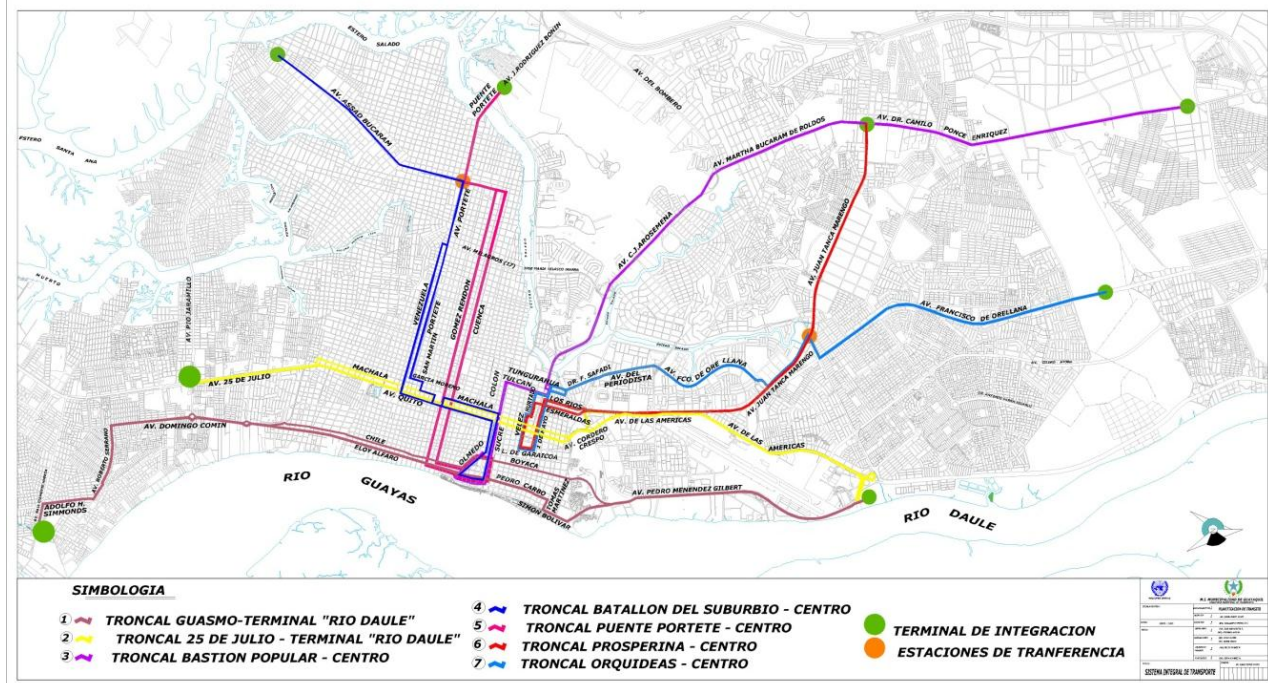 ESTERO SALADO
AV. J.RODRIGUEZ BONIN
PUENTE PORTETE
AV. DEL BOMBERO
AV. ASSAD BUCARAM
ESTERO SANTA ANA
AV. MARTHA BUCARAM DE ROLDOS
AV. DR. CAMILO PONCE ENRIQUEZ
AV. PORTETE
AV. C.J.AROSEMENA
AV. JUAN TANCA MARENGO
MUERTO
AV. PIO JARAMILLO
VENEZUELA
SAN MARTIN
PORTETE
GOMEZ RENDON
CUENCA
AV. FRANCISCO DE ORELLANA
AV. 25 DE JULIO
MACHALA
GARCIA MORENO
AV. QUITO
MACHALA
COLON
TULCAN
TUNGURAHUA
DR. F. SAFADI
AV. DEL PERIODISTA
AV. FCO. DE ORELLANA
AV. JUAN TANCA MARENGO
LOS RIOS
ESMERALDAS
VELEZ
SUCRE
OLMEDO
AV. DE LAS AMERICAS
AV. CORDERO CRESPO
AV. DE LAS AMERICAS
L. DE GARAICOA
BOYACA
AV. DOMINGO COMIN
CHILE
ELOY ALFARO
AV. ROBERTO SERRANO
ADOLFO H. SIMMONDS
RIO GUAYAS
PEDRO CARBO
TOMAS MARTINEZ
SIMON BOLIVAR
AV. PEDRO MENENDEZ GILBERT
RIO DAULE
SIMBOLOGIA
1 TRONCAL GUASMO-TERMINAL "RIO DAULE"
2 TRONCAL 25 DE JULIO - TERMINAL "RIO DAULE"
3 TRONCAL BASTION POPULAR - CENTRO
4 TRONCAL BATALLON DEL SUBURBIO - CENTRO
5 TRONCAL PUENTE PORTETE - CENTRO
6 TRONCAL PROSPERINA - CENTRO
7 TRONCAL ORQUIDEAS - CENTRO
TERMINAL DE INTEGRACION
ESTACIONES DE TRANFERENCIA
SISTEMA INTEGRAL DE TRANSPORTE